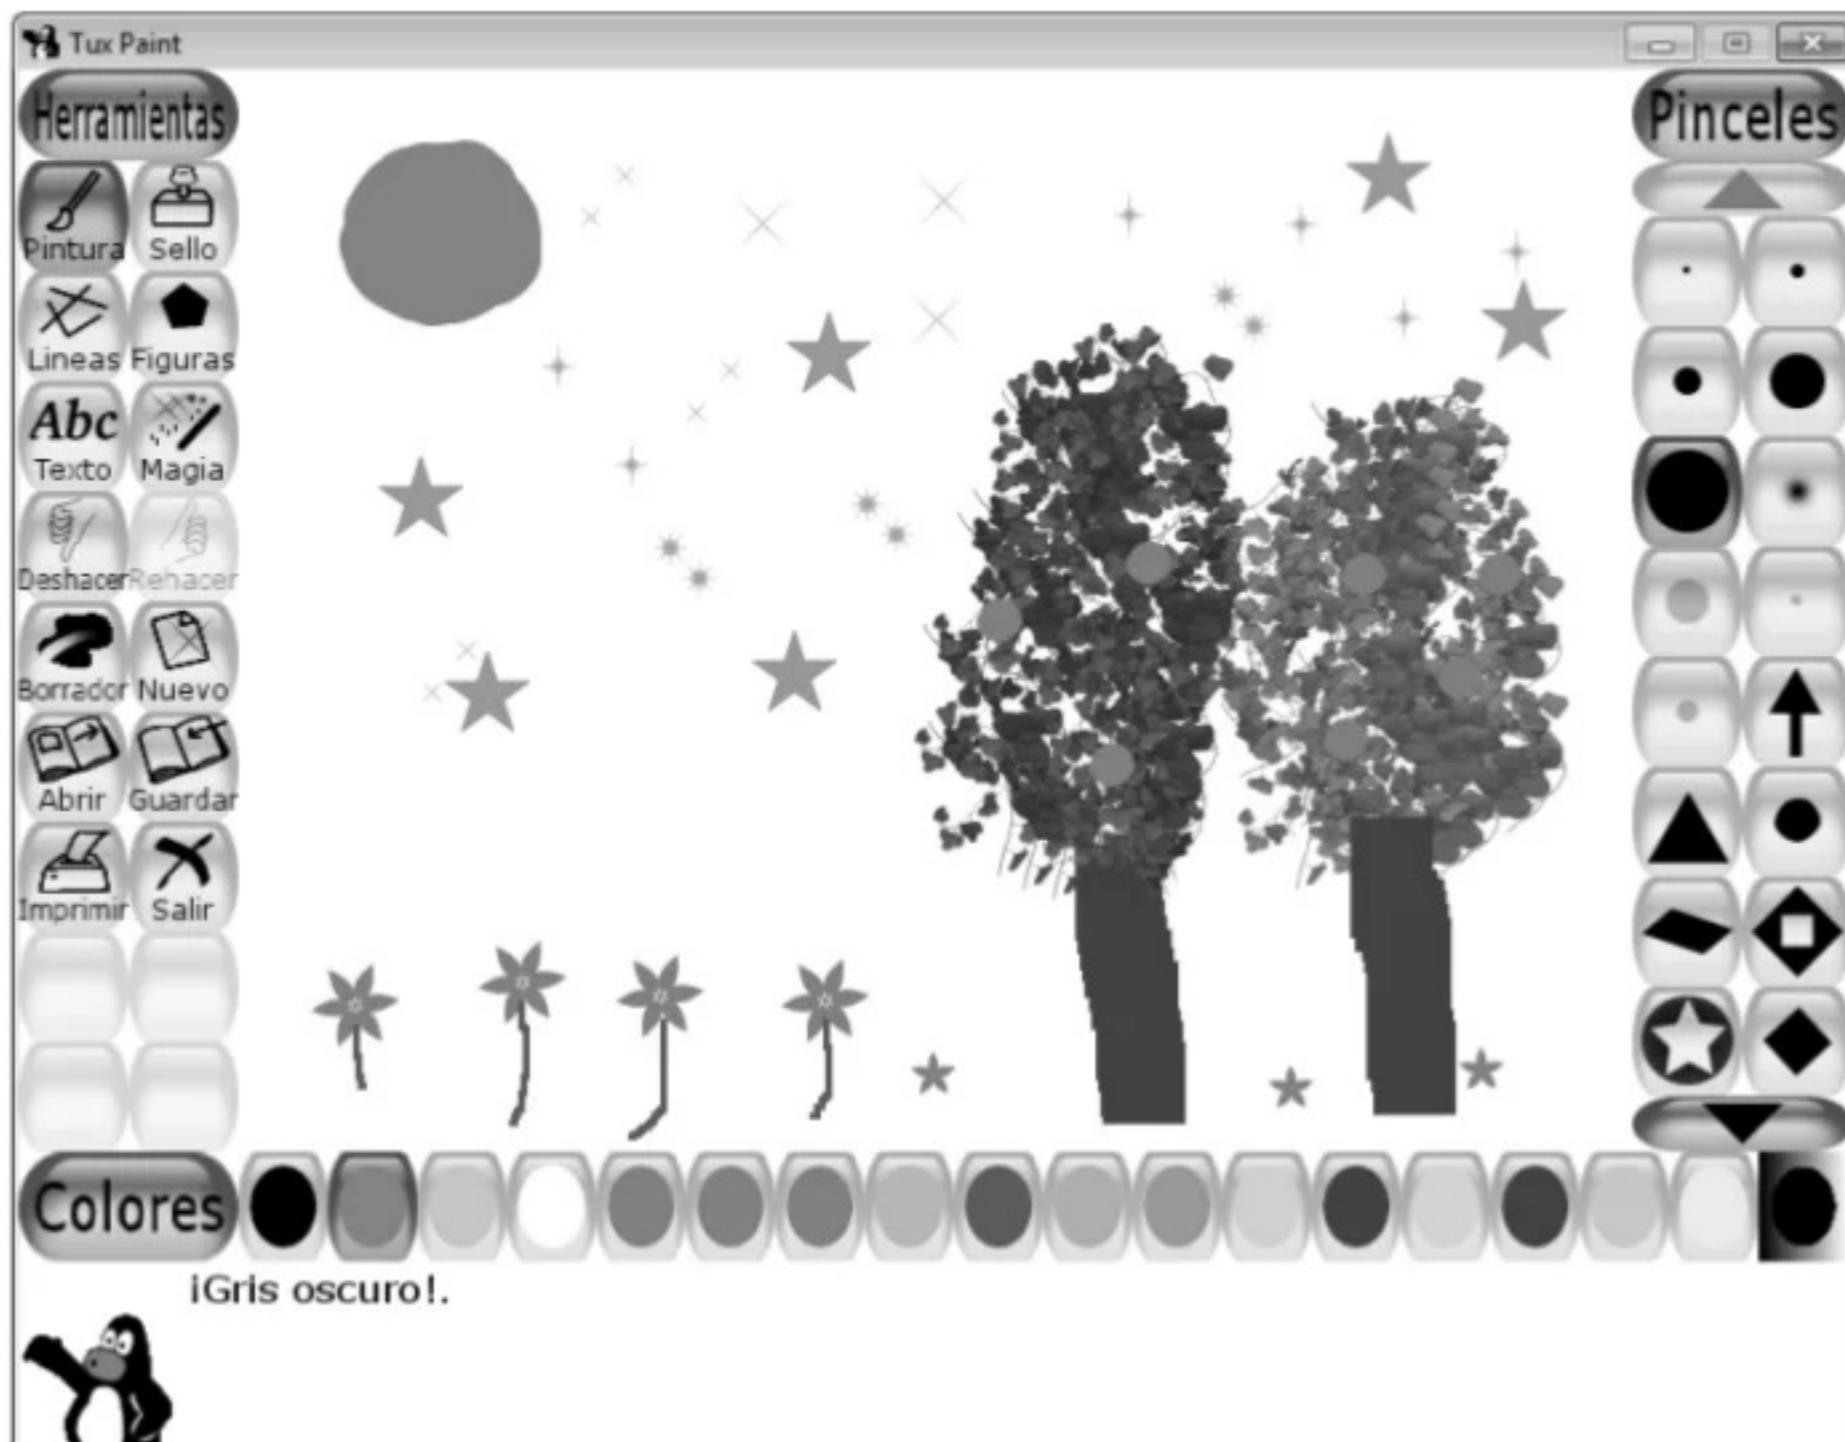 Tux Paint
Herramientas
Pinceles
Pintura Sello
Lineas Figuras
Abc
Texto Magia
Deshacer Rehacer
Borrador Nuevo
Abrir Guardar
Imprimir Salir
Colores
¡Gris oscuro!.